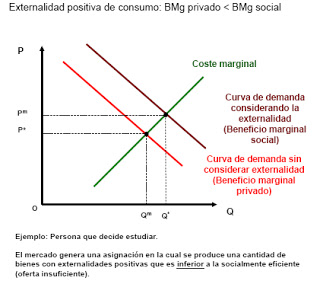 Externalidad positiva de consumo: BMg privado < BMg social
P
Coste marginal
Curva de demanda
considerando la
externalidad
(Beneficio marginal
social)
Pᵐ
P*
Curva de demanda sin
considerar externalidad
(Beneficio marginal
privado)
O
Qᵐ
Q*
Q
Ejemplo: Persona que decide estudiar.
El mercado genera una asignación en la cual se produce una cantidad de
bienes con externalidades positivas que es inferior a la socialmente eficiente
(oferta insuficiente).